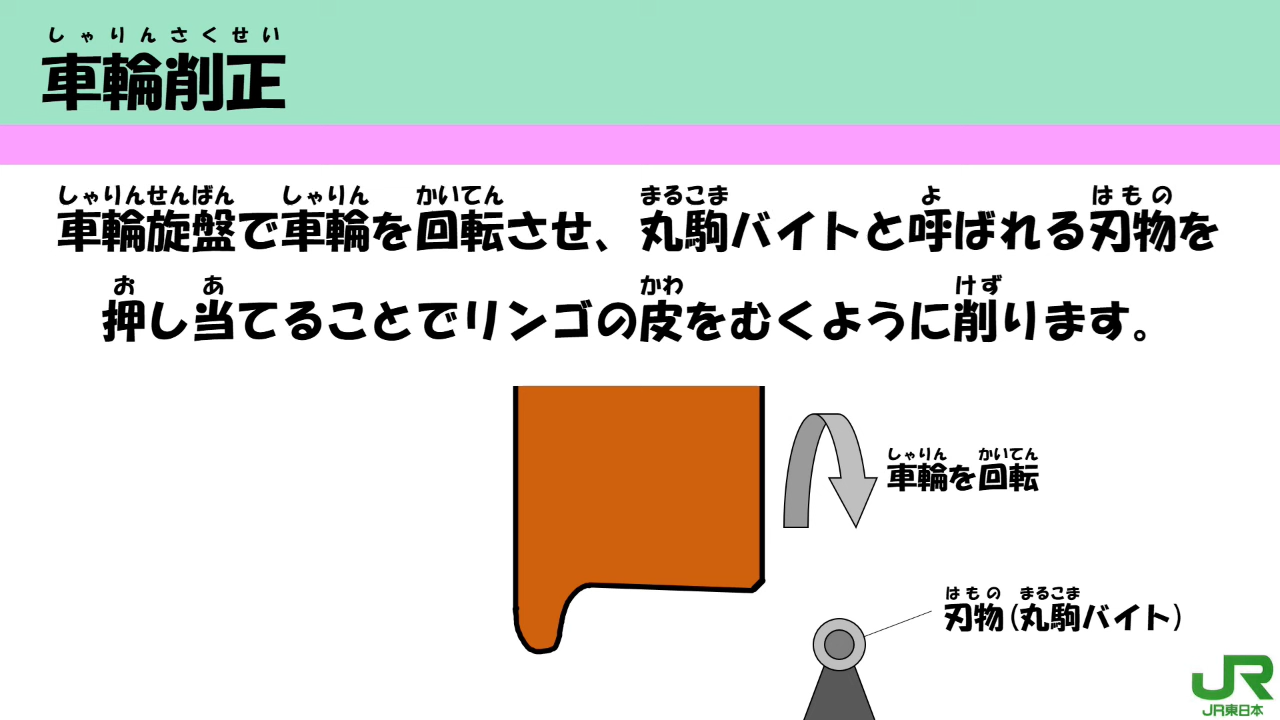 しゃりんさくせい
車輪削正
しゃりんせんばん しゃりん かいてん まるこま よ はもの
車輪旋盤で車輪を回転させ、丸駒バイトと呼ばれる刃物を
お あ かわ けず
押し当てることでリンゴの皮をむくように削ります。
しゃりん かいてん
車輪を回転
はもの まるこま
刃物(丸駒バイト)
JR
JR東日本